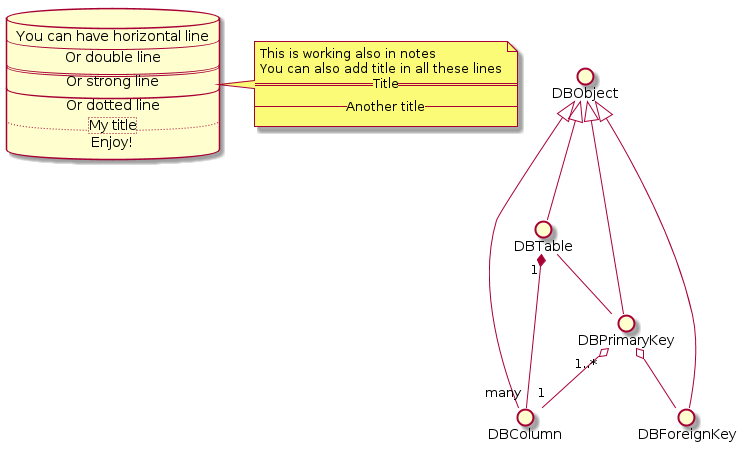 You can have horizontal line
Or double line
Or strong line
Or dotted line
My title
Enjoy!
This is working also in notes
You can also add title in all these lines
Title
Another title
DBObject
DBTable
1
DBPrimaryKey
1..*
many
1
DBColumn
DBForeignKey